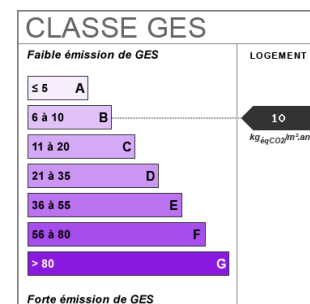 CLASSE GES
Faible émission de GES
LOGEMENT
≤ 5 A
6 à 10 B
10
kgéqCO2/m².an
11 à 20 C
21 à 35 D
36 à 55 E
56 à 80 F
> 80 G
Forte émission de GES